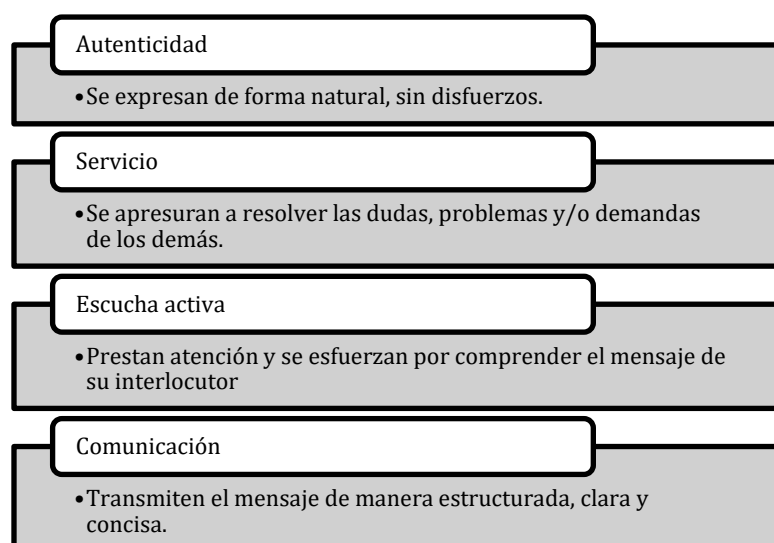 Autenticidad
•Se expresan de forma natural, sin disfuerzos.
Servicio
•Se apresuran a resolver las dudas, problemas y/o demandas
de los demás.
Escucha activa
•Prestan atención y se esfuerzan por comprender el mensaje de
su interlocutor
Comunicación
•Transmiten el mensaje de manera estructurada, clara y
concisa.